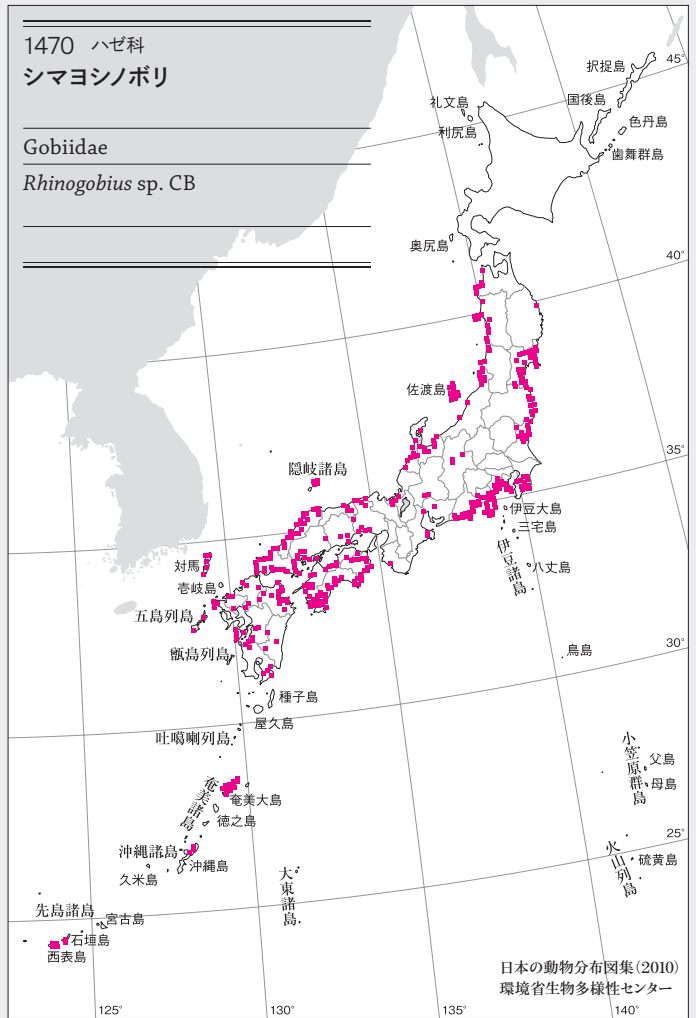 1470 ハゼ科
シマヨシノボリ
Gobiidae
Rhinogobius sp. CB
択捉島
45°
礼文島
国後島
利尻島
色丹島
歯舞群島
奥尻島
40°
佐渡島
35°
隠岐諸島
伊豆大島
三宅島
伊豆諸島
八丈島
対馬
壱岐島
五島列島
甑島列島
鳥島
30°
種子島
屋久島
吐噶喇列島
小笠原群島
父島
母島
奄美諸島
奄美大島
徳之島
25°
沖縄諸島
沖縄島
久米島
火山列島
硫黄島
大東諸島
先島諸島
宮古島
石垣島
西表島
日本の動物分布図集(2010)
環境省生物多様性センター
125°
130°
135°
140°